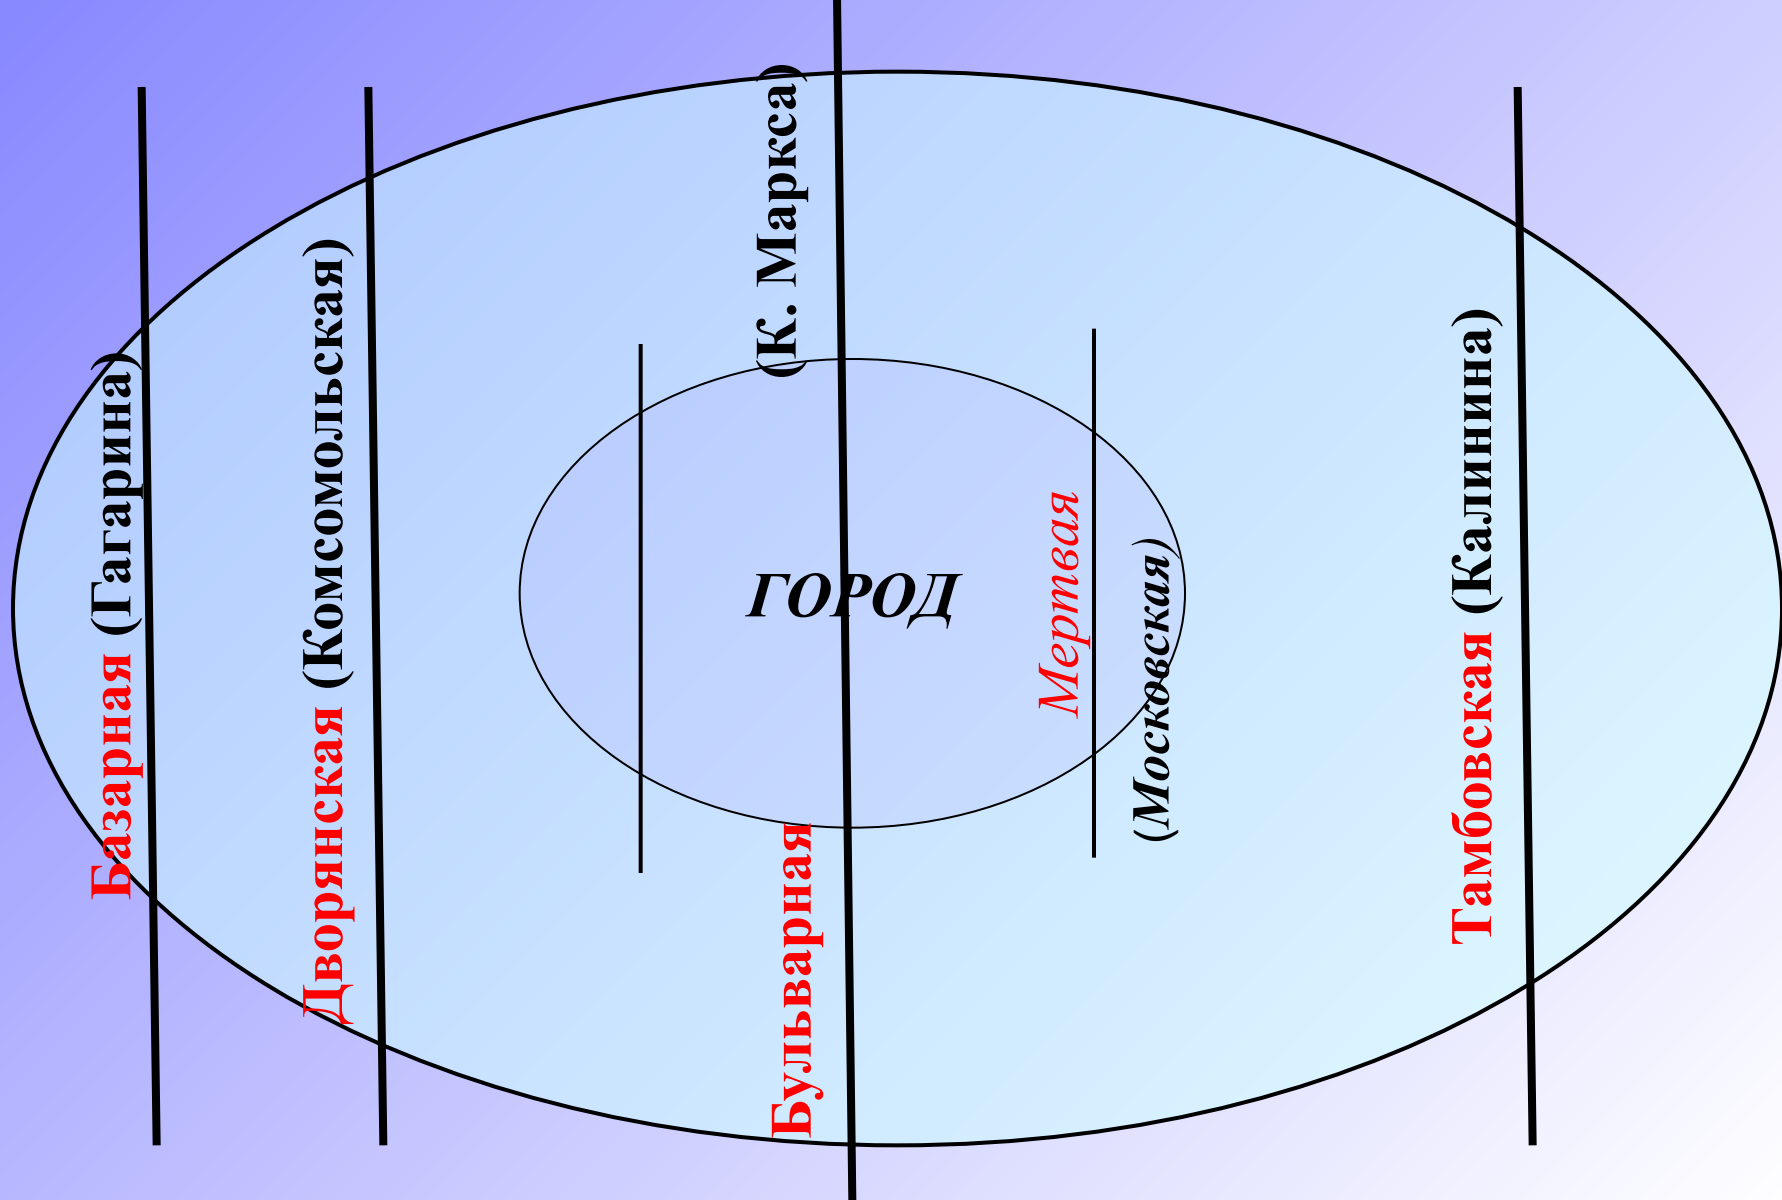 Базарная (Гагарина)
Дворянская (Комсомольская)
Бульварная
(К. Маркса)
ГОРОД
Мертвая
(Московская)
Тамбовская (Калинина)